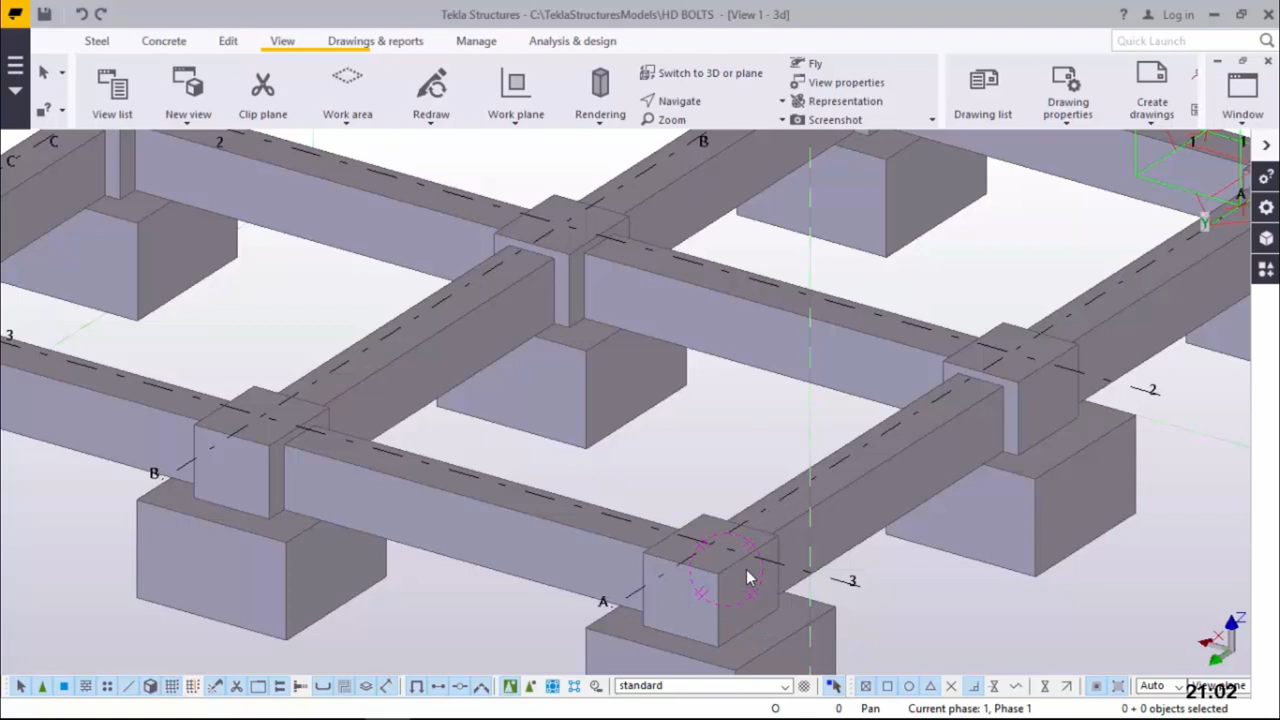 Tekla Structures - C:\TeklaStructuresModels\HD BOLTS - [View 1 - 3d]
? Log in
Steel Concrete Edit View Drawings & reports Manage Analysis & design
Quick Launch
View list
New view
Clip plane
Work area
Redraw
Work plane
Rendering
Switch to 3D or plane
Navigate
Zoom
Fly
View properties
Representation
Screenshot
Drawing list
Drawing properties
Create drawings
Window
C C 2 B 1 1
A
Y
3
2
B
A 3
Z
standard
Auto
View plane
21.02
O 0 Pan Current phase: 1, Phase 1 0 + 0 objects selected